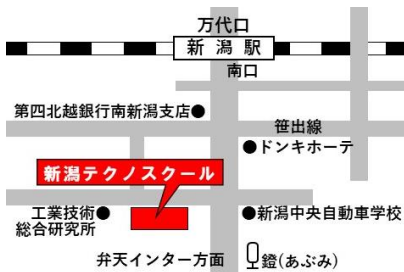 万代口
新潟駅
南口
第四北越銀行南新潟支店●
笹出線
●ドンキホーテ
新潟テクノスクール
工業技術●
総合研究所
●新潟中央自動車学校
弁天インター方面
鐙(あぶみ)